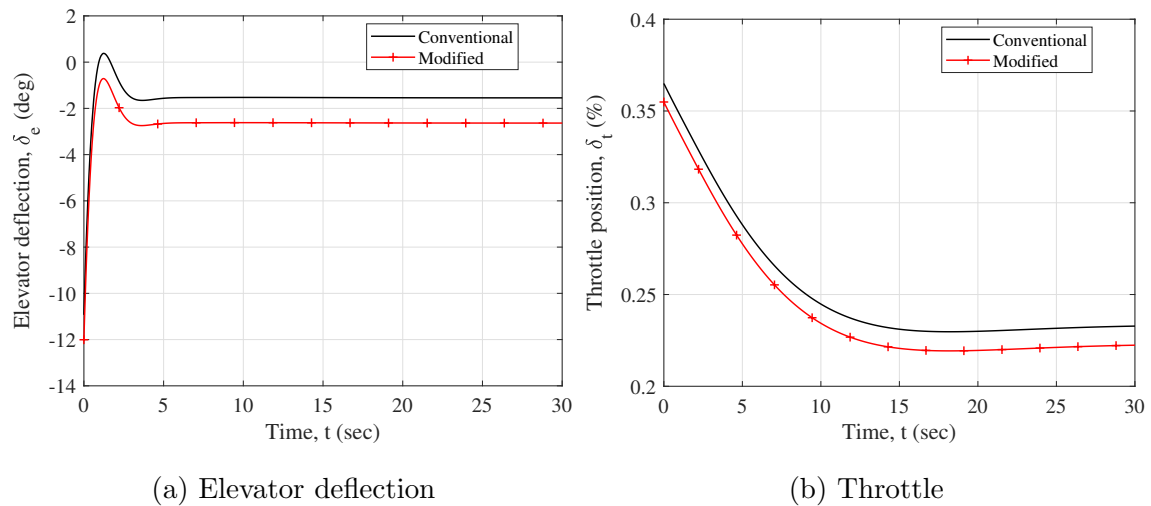 2
0
-2
-4
-6
-8
-10
-12
-14
0 5 10 15 20 25 30
Time, t (sec)
Elevator deflection, δ_e (deg)
Conventional
Modified
(a) Elevator deflection
0.4
0.35
0.3
0.25
0.2
0 5 10 15 20 25 30
Time, t (sec)
Throttle position, δ_t (%)
Conventional
Modified
(b) Throttle